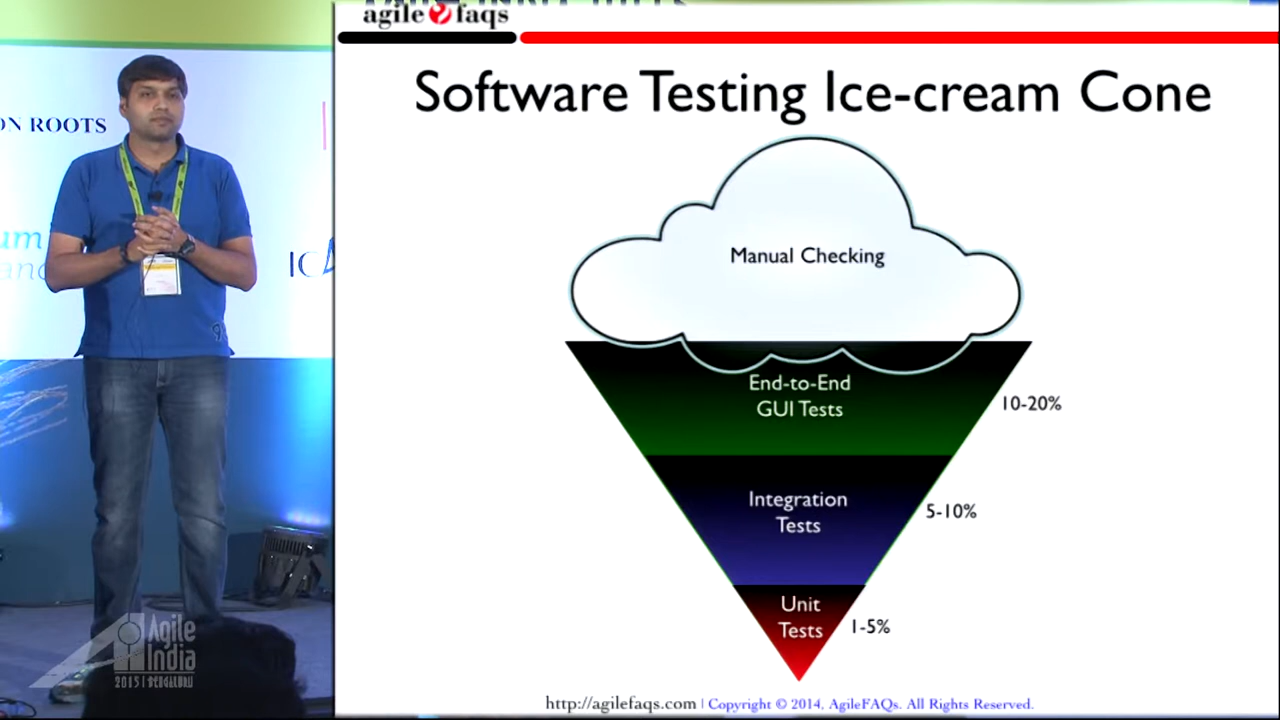 agile faqs
Software Testing Ice-cream Cone
Manual Checking
End-to-End
GUI Tests
10-20%
Integration
Tests
5-10%
Unit
Tests
1-5%
http://agilefaqs.com | Copyright © 2014, AgileFAQs. All Rights Reserved.
ON ROOTS
Agile
India
2015 | BENGALURU